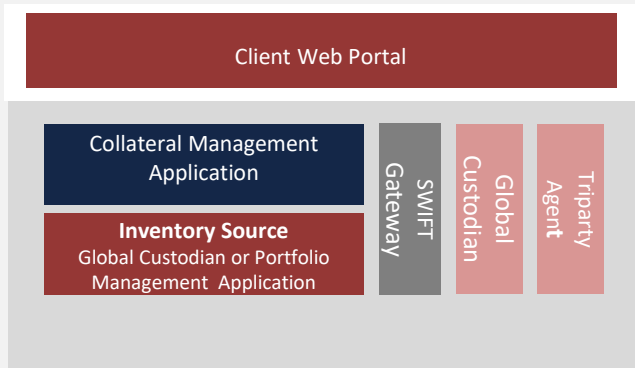 Client Web Portal
Collateral Management
Application
Inventory Source
Global Custodian or Portfolio
Management Application
SWIFT
Gateway
Global
Custodian
Triparty
Agent